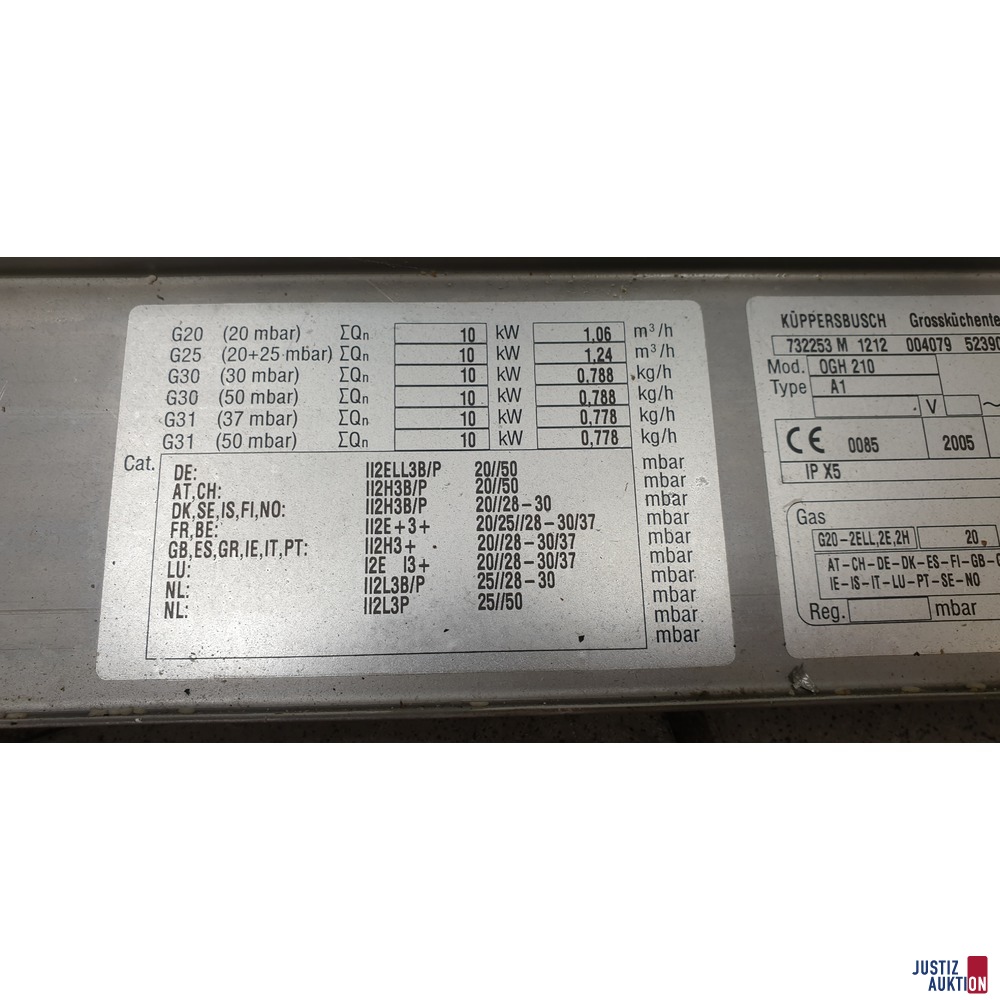 G20 (20 mbar) ΣQn 10 kW 1,06 m³/h
G25 (20+25 mbar) ΣQn 10 kW 1,24 m³/h
G30 (30 mbar) ΣQn 10 kW 0,788 kg/h
G30 (50 mbar) ΣQn 10 kW 0,788 kg/h
G31 (37 mbar) ΣQn 10 kW 0,778 kg/h
G31 (50 mbar) ΣQn 10 kW 0,778 kg/h
Cat. DE: II2ELL3B/P 20//50 mbar
AT,CH: II2H3B/P 20//50 mbar
DK,SE,IS,FI,NO: II2H3B/P 20//28-30 mbar
FR,BE: II2E+3+ 20/25//28-30/37 mbar
GB,ES,GR,IE,IT,PT: II2H3+ 20//28-30/37 mbar
LU: II2E I3+ 20//28-30/37 mbar
NL: II2L3B/P 25//28-30 mbar
NL: II2L3P 25//50 mbar
mbar
mbar
KÜPPERSBUSCH Grossküchente
732253 M 1212 004079 5239
Mod. OGH 210
Type A1
V ~
CE 0085 2005
IP X5
Gas
G20-2ELL,2E,2H 20
AT-CH-DE-DK-ES-FI-GB-
IE-IS-IT-LU-PT-SE-NO
Reg. mbar
JUSTIZ
AUKTION